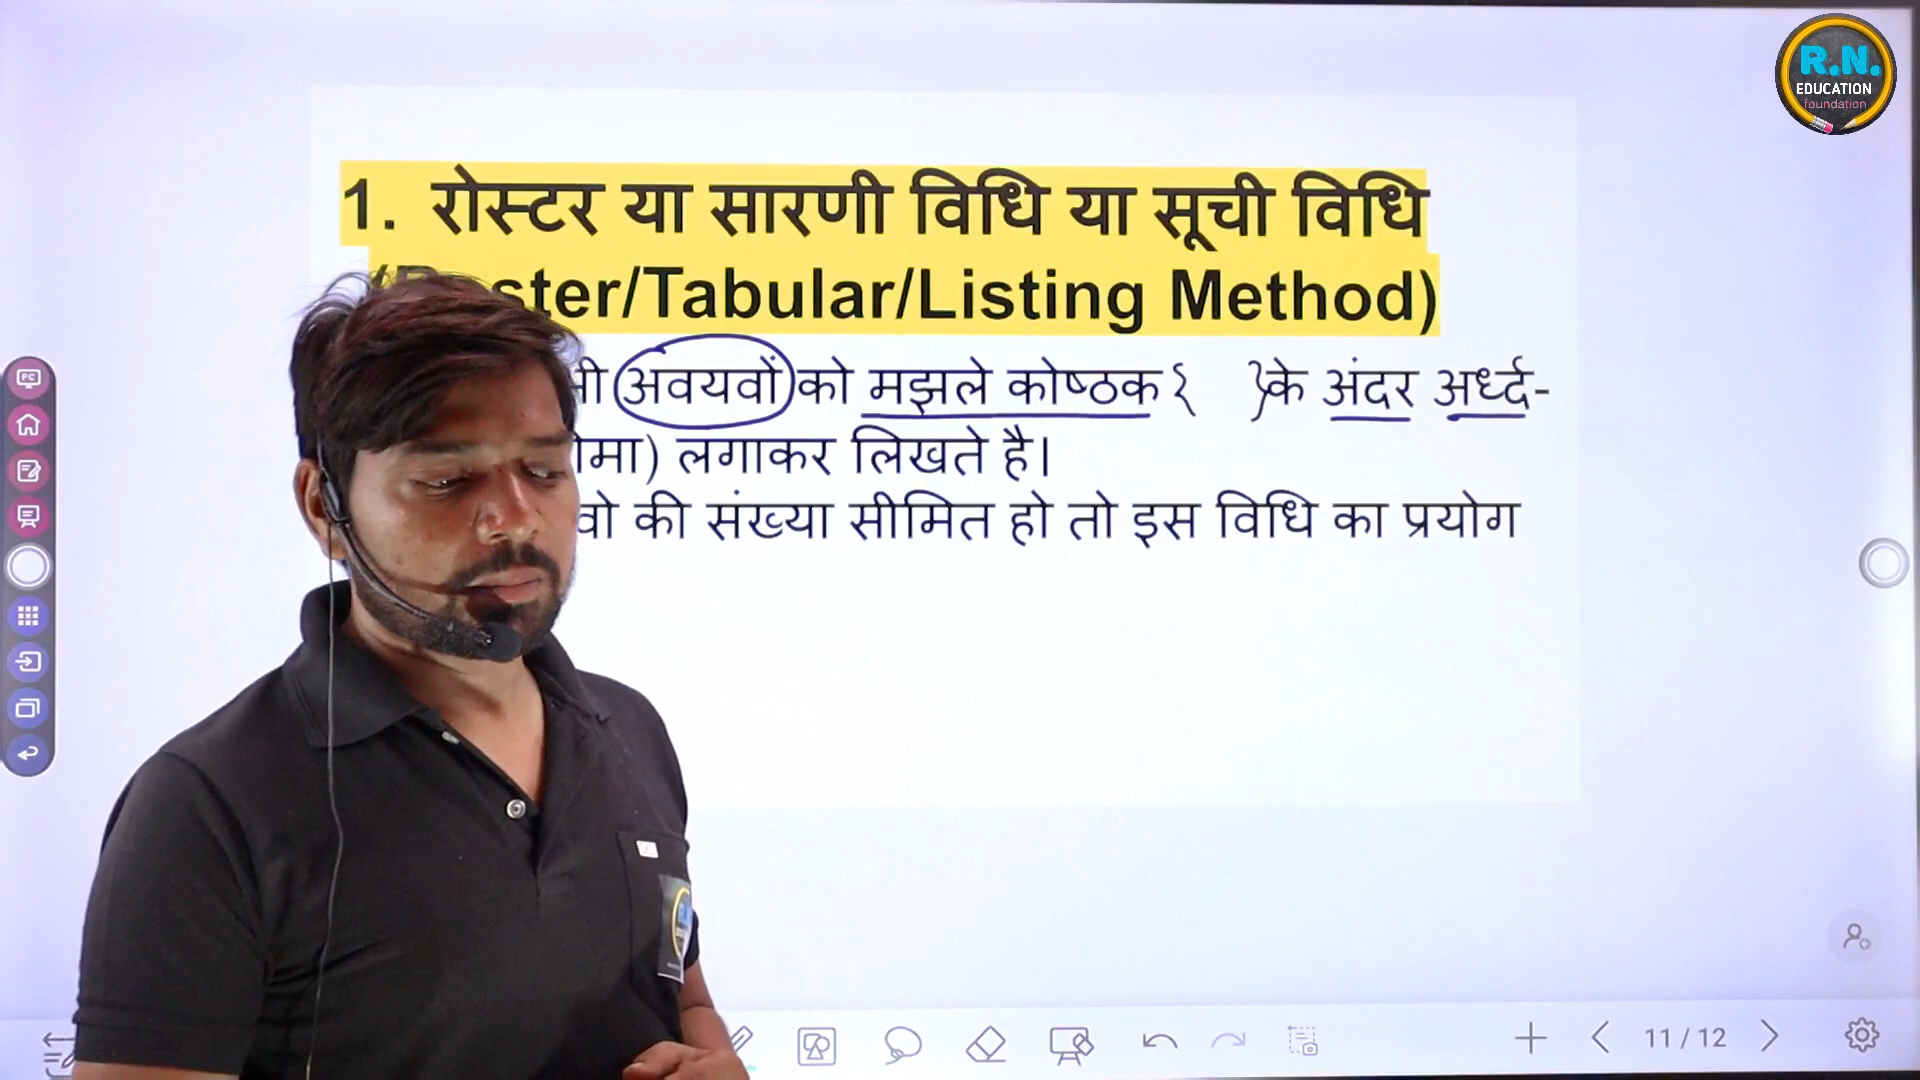 R.N.
EDUCATION
foundation
1. रोस्टर या सारणी विधि या सूची विधि
ster/Tabular/Listing Method)
अवयवों को मझले कोष्ठक { } के अंदर अर्ध्द-
लगाकर लिखते है।
की संख्या सीमित हो तो इस विधि का प्रयोग
PC
11 / 12